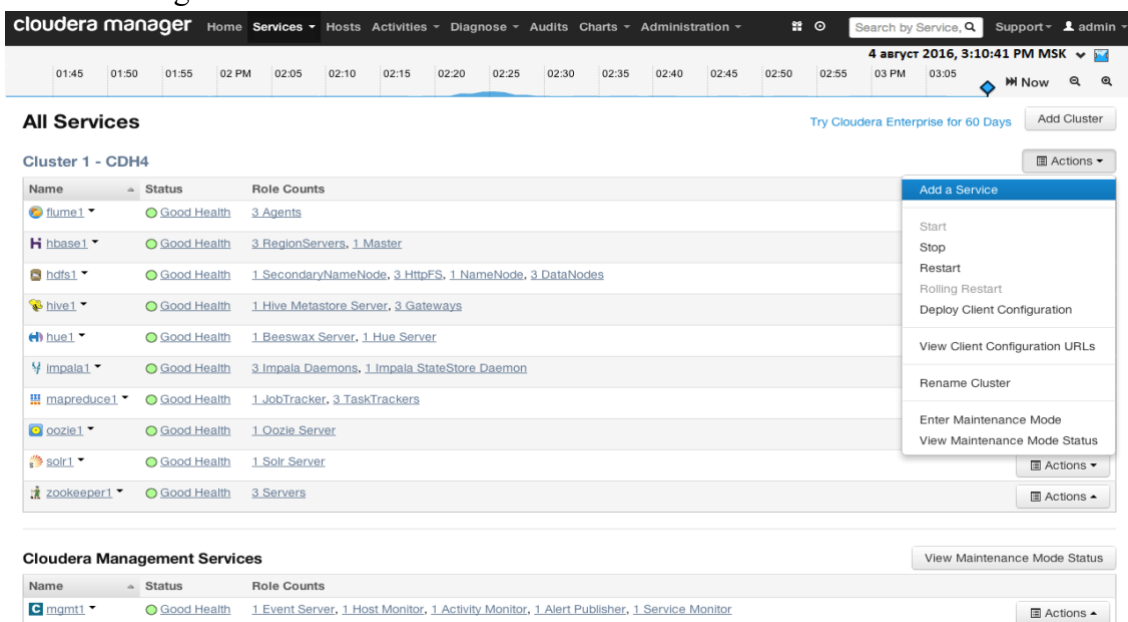 cloudera manager Home Services Hosts Activities Diagnose Audits Charts Administration Search by Service, Support admin
4 август 2016, 3:10:41 PM MSK
01:45 01:50 01:55 02 PM 02:05 02:10 02:15 02:20 02:25 02:30 02:35 02:40 02:45 02:50 02:55 03 PM 03:05 Now
All Services Try Cloudera Enterprise for 60 Days Add Cluster
Cluster 1 - CDH4 Actions
Name Status Role Counts
flume1 Good Health 3 Agents
hbase1 Good Health 3 RegionServers, 1 Master
hdfs1 Good Health 1 SecondaryNameNode, 3 HttpFS, 1 NameNode, 3 DataNodes
hive1 Good Health 1 Hive Metastore Server, 3 Gateways
hue1 Good Health 1 Beeswax Server, 1 Hue Server
impala1 Good Health 3 Impala Daemons, 1 Impala StateStore Daemon
mapreduce1 Good Health 1 JobTracker, 3 TaskTrackers
oozie1 Good Health 1 Oozie Server
solr1 Good Health 1 Solr Server Actions
zookeeper1 Good Health 3 Servers Actions
Add a Service
Start
Stop
Restart
Rolling Restart
Deploy Client Configuration
View Client Configuration URLs
Rename Cluster
Enter Maintenance Mode
View Maintenance Mode Status
Cloudera Management Services View Maintenance Mode Status
Name Status Role Counts
mgmt1 Good Health 1 Event Server, 1 Host Monitor, 1 Activity Monitor, 1 Alert Publisher, 1 Service Monitor Actions